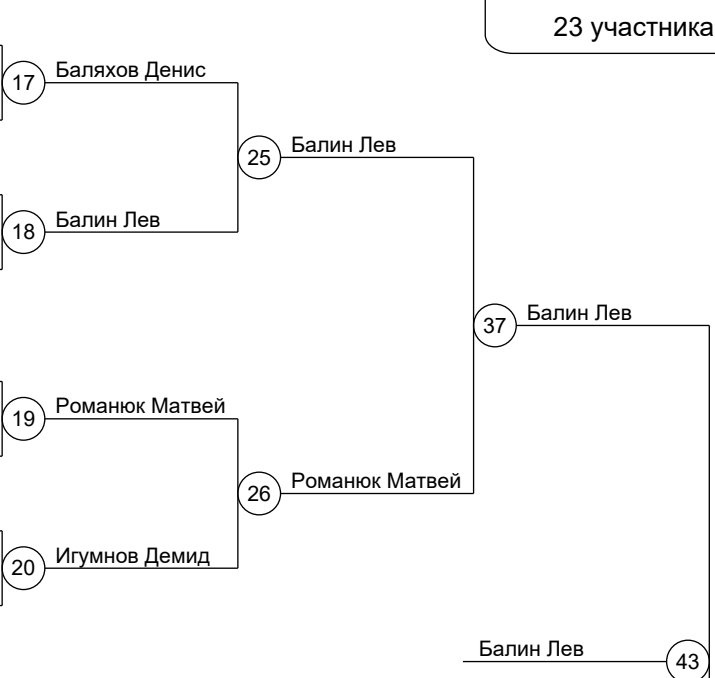 23 участника
17 Баляхов Денис
25 Балин Лев
18 Балин Лев
37 Балин Лев
19 Романюк Матвей
26 Романюк Матвей
20 Игумнов Демид
Балин Лев 43